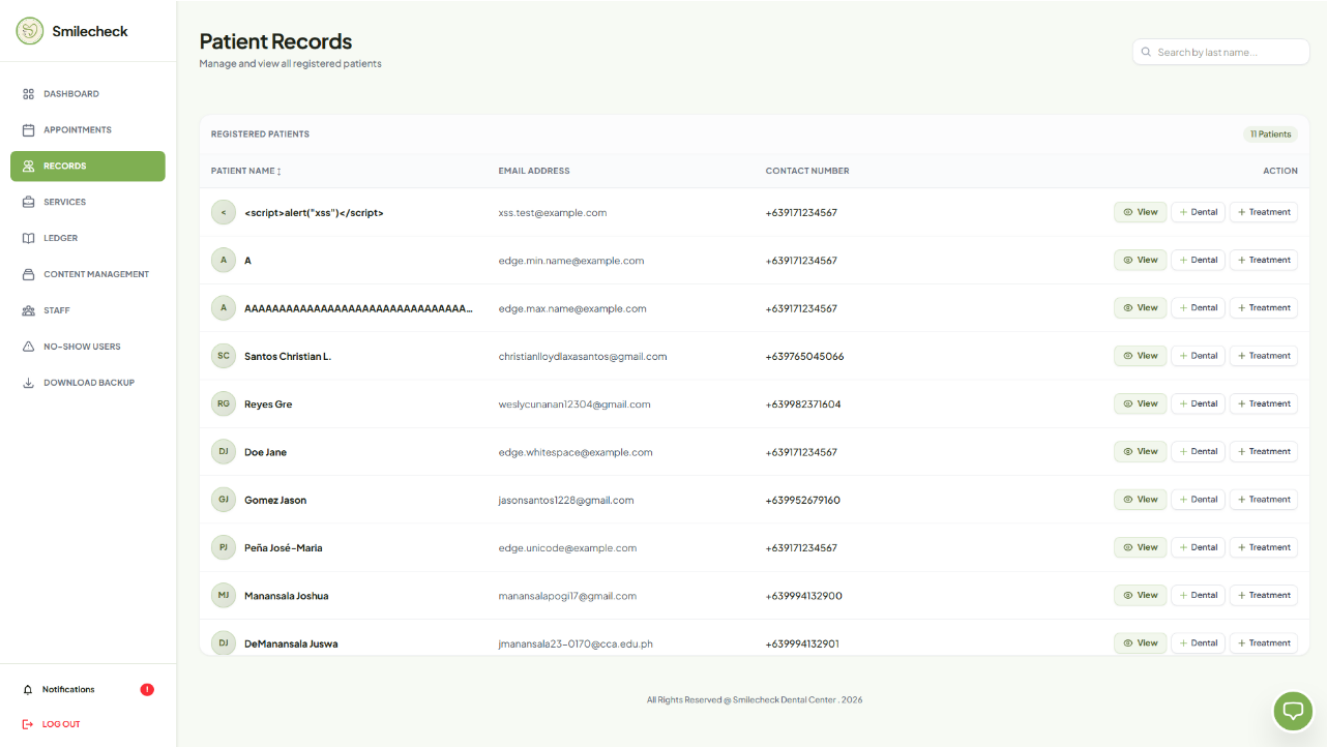 Smilecheck
DASHBOARD
APPOINTMENTS
RECORDS
SERVICES
LEDGER
CONTENT MANAGEMENT
STAFF
NO-SHOW USERS
DOWNLOAD BACKUP
Notifications !
LOG OUT
Patient Records
Manage and view all registered patients
Search by last name...
REGISTERED PATIENTS 11 Patients
PATIENT NAME EMAIL ADDRESS CONTACT NUMBER ACTION
< <script>alert("xss")</script> xss.test@example.com +639171234567 View + Dental + Treatment
A A edge.min.name@example.com +639171234567 View + Dental + Treatment
A AAAAAAAAAAAAAAAAAAAAAAAAAAAAAAAA... edge.max.name@example.com +639171234567 View + Dental + Treatment
SC Santos Christian L. christianlloydlaxasantos@gmail.com +639765045066 View + Dental + Treatment
RG Reyes Gre weslycunanan12304@gmail.com +639982371604 View + Dental + Treatment
DJ Doe Jane edge.whitespace@example.com +639171234567 View + Dental + Treatment
GJ Gomez Jason jasonsantos1228@gmail.com +639952679160 View + Dental + Treatment
PJ Peña José-Maria edge.unicode@example.com +639171234567 View + Dental + Treatment
MJ Manansala Joshua manansalapogi17@gmail.com +639994132900 View + Dental + Treatment
DJ DeManansala Juswa jmanansala23-0170@cca.edu.ph +639994132901 View + Dental + Treatment
All Rights Reserved @ Smilecheck Dental Center . 2026